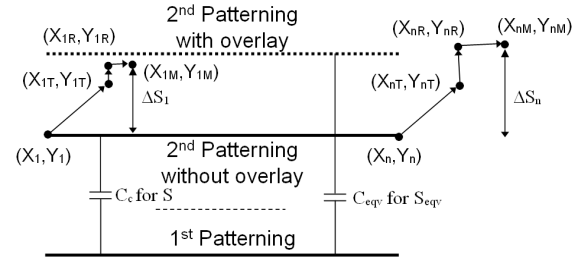 2nd Patterning
with overlay
(X1R,Y1R)
(X1T,Y1T)
(X1M,Y1M)
ΔS1
(X1,Y1)
(XnR,YnR)
(XnM,YnM)
(XnT,YnT)
ΔSn
(Xn,Yn)
2nd Patterning
without overlay
Cc for S
Ceqv for Seqv
1st Patterning